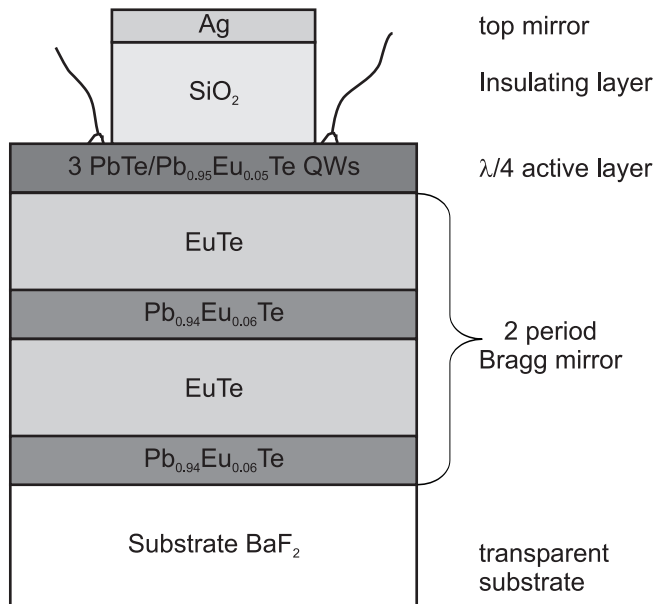 Ag
top mirror
SiO₂
Insulating layer
3 PbTe/Pb₀.₉₅Eu₀.₀₅Te QWs
λ/4 active layer
EuTe
Pb₀.₉₄Eu₀.₀₆Te
2 period
Bragg mirror
EuTe
Pb₀.₉₄Eu₀.₀₆Te
Substrate BaF₂
transparent
substrate